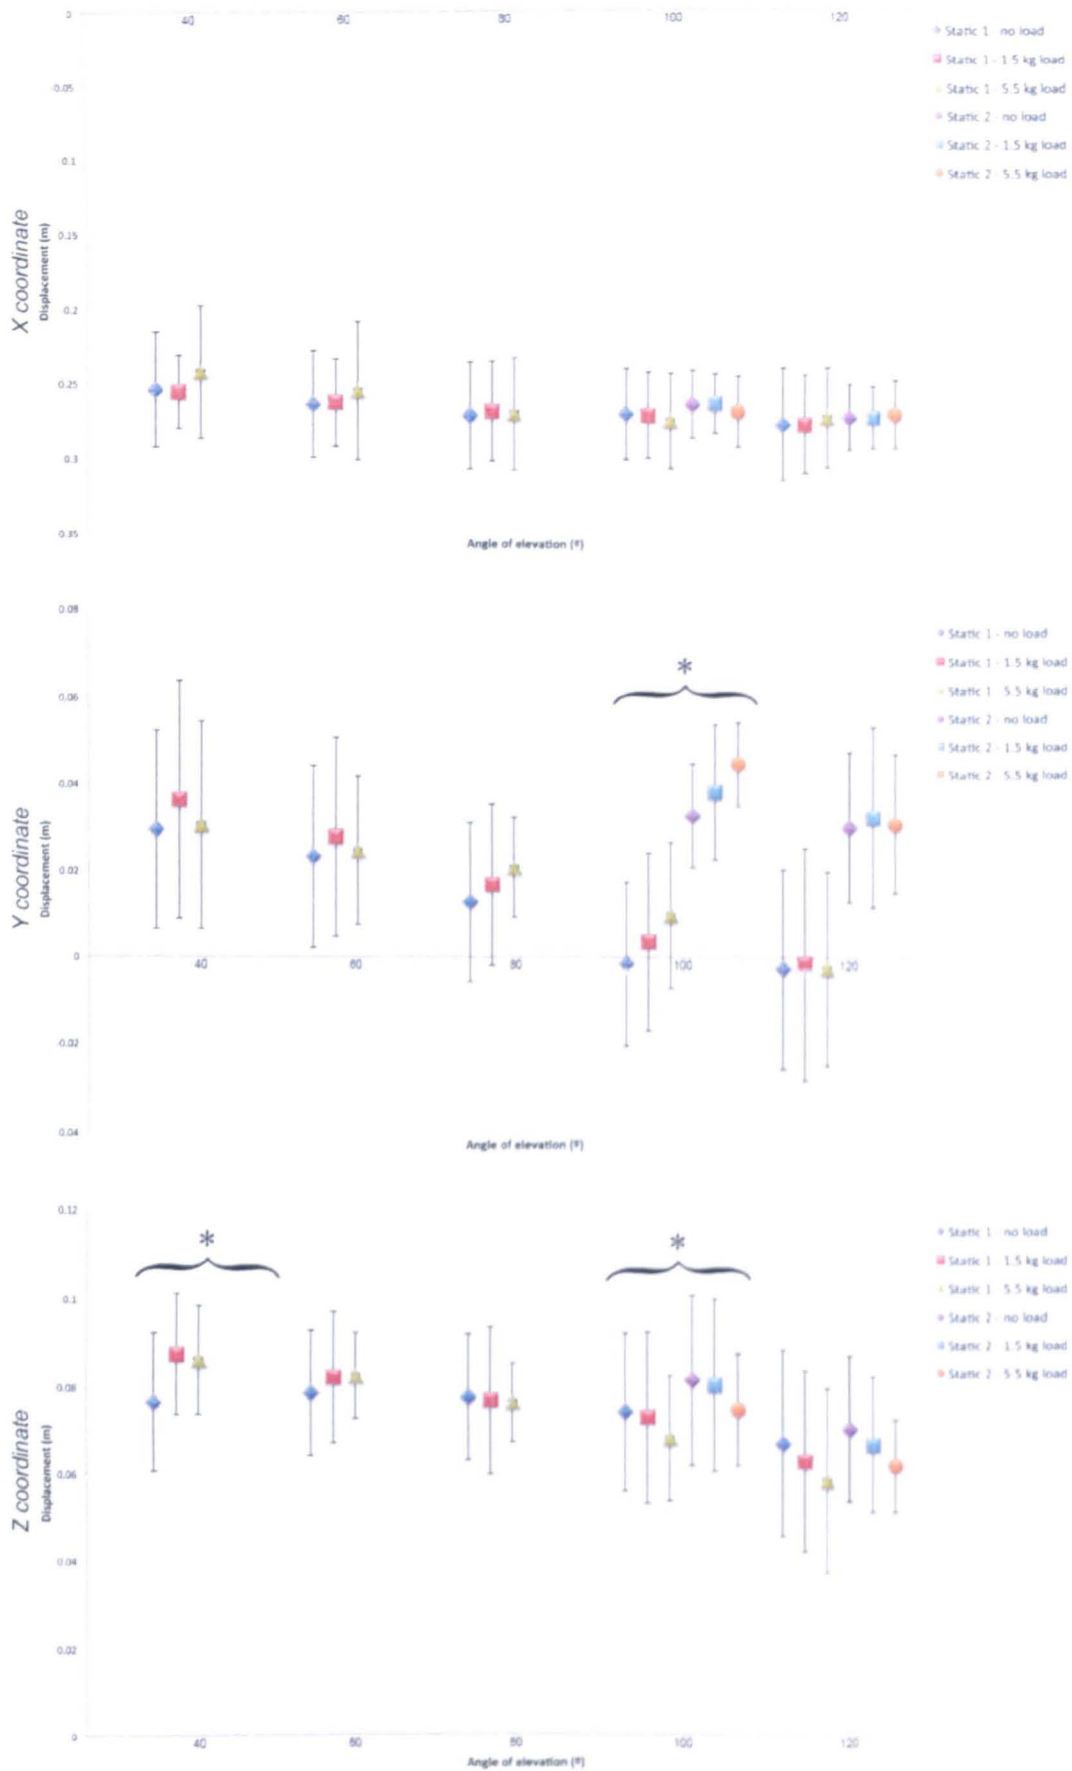 0
40
60
80
100
120
-0.05
0.1
0.15
0.2
0.25
0.3
0.35
X coordinate
Displacement (m)
Angle of elevation (º)
Static 1 - no load
Static 1 - 1.5 kg load
Static 1 - 5.5 kg load
Static 2 - no load
Static 2 - 1.5 kg load
Static 2 - 5.5 kg load
0.08
0.06
0.04
0.02
0
0.02
0.04
40
60
80
100
120
*
Y coordinate
Displacement (m)
Angle of elevation (º)
Static 1 - no load
Static 1 - 1.5 kg load
Static 1 - 5.5 kg load
Static 2 - no load
Static 2 - 1.5 kg load
Static 2 - 5.5 kg load
0.12
0.1
0.08
0.06
0.04
0.02
0
*
*
40
60
80
100
120
Z coordinate
Displacement (m)
Angle of elevation (º)
Static 1 - no load
Static 1 - 1.5 kg load
Static 1 - 5.5 kg load
Static 2 - no load
Static 2 - 1.5 kg load
Static 2 - 5.5 kg load